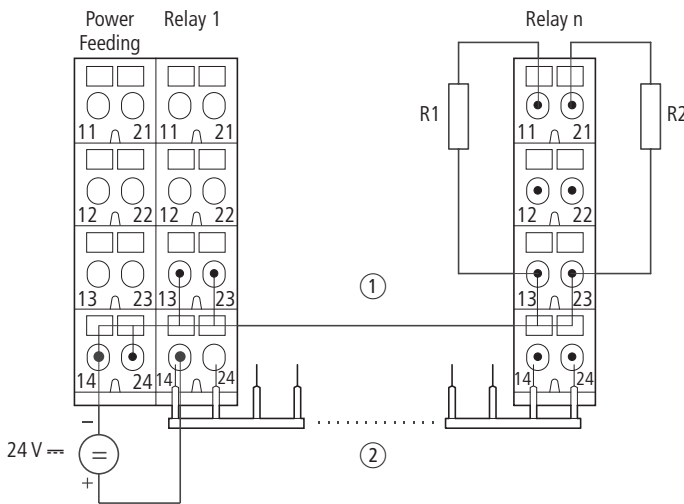 Power Feeding
Relay 1
Relay n
11 21 11 21 11 21
R1
R2
12 22 12 22 12 22
13 23 13 23 13 23
1
14 24 14 24 14 24
−
24 V ⎓
=
+
2